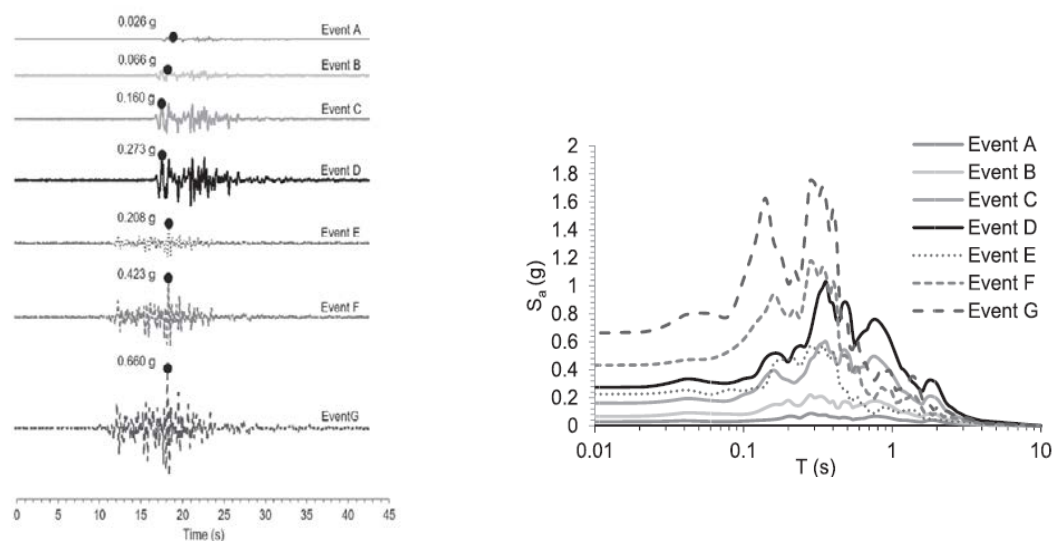 0.026 g
Event A
0.066 g
Event B
0.160 g
Event C
0.273 g
Event D
0.208 g
Event E
0.423 g
Event F
0.660 g
EventG
0 5 10 15 20 25 30 35 40 45
Time (s)
2
1.8
1.6
1.4
1.2
1
0.8
0.6
0.4
0.2
0
Sa (g)
0.01 0.1 1 10
T (s)
Event A
Event B
Event C
Event D
Event E
Event F
Event G